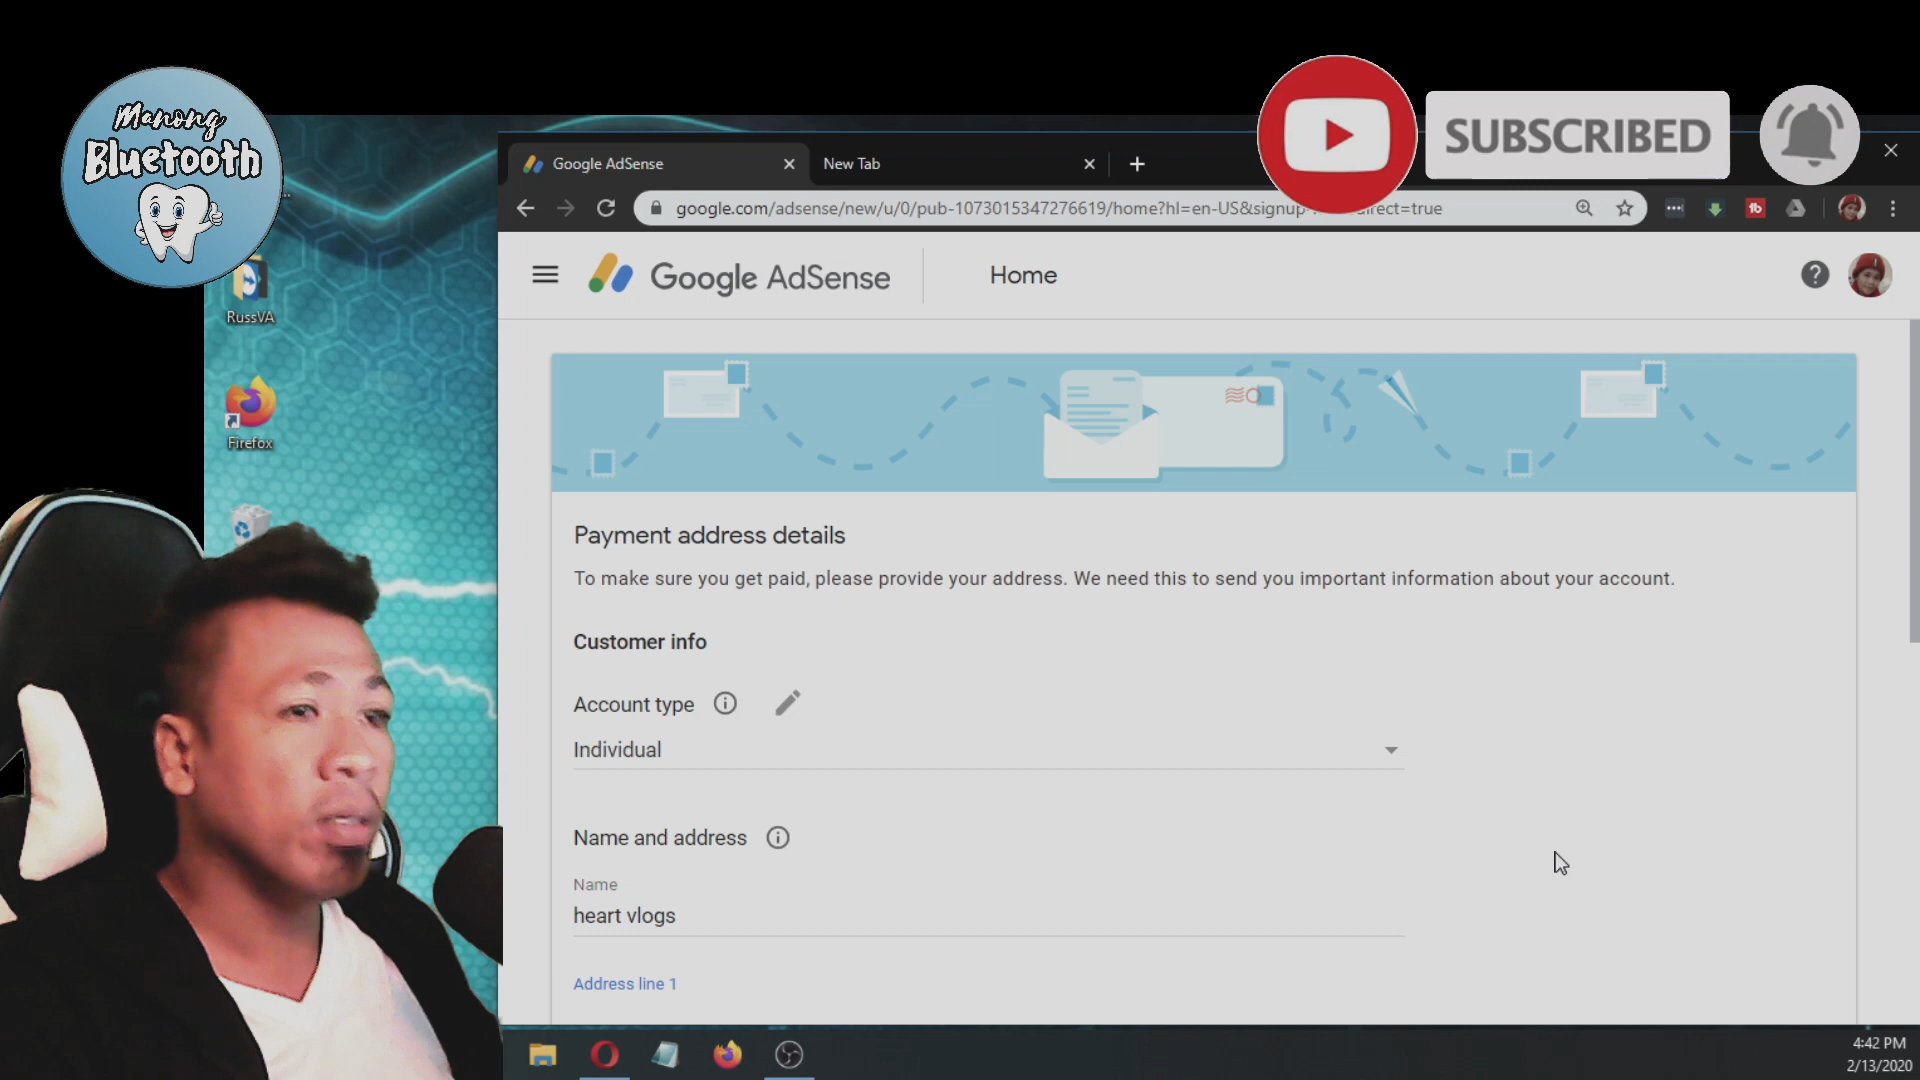 Manong
Bluetooth
SUBSCRIBED
Google AdSense
New Tab
google.com/adsense/new/u/0/pub-1073015347276619/home?hl=en-US&signup
direct=true
Google AdSense
Home
RussVA
Firefox
Payment address details
To make sure you get paid, please provide your address. We need this to send you important information about your account.
Customer info
Account type
Individual
Name and address
Name
heart vlogs
Address line 1
4:42 PM
2/13/2020